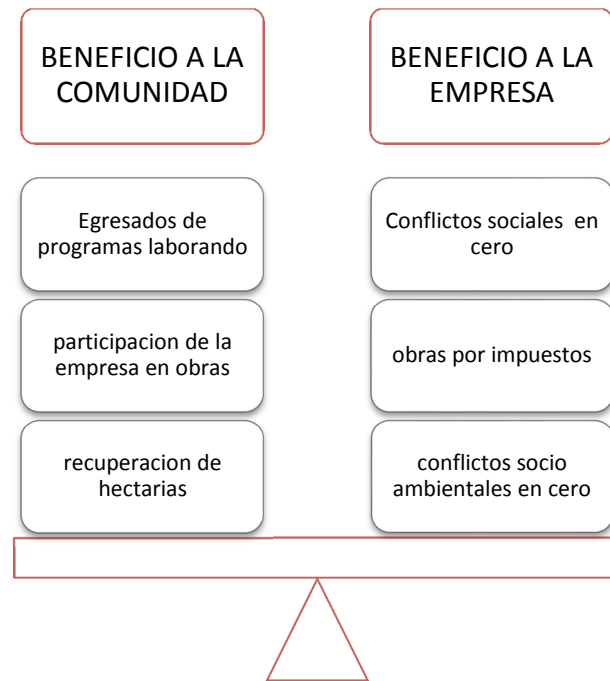 BENEFICIO A LA
COMUNIDAD
BENEFICIO A LA
EMPRESA
Egresados de
programas laborando
Conflictos sociales en
cero
participacion de la
empresa en obras
obras por impuestos
recuperacion de
hectarias
conflictos socio
ambientales en cero